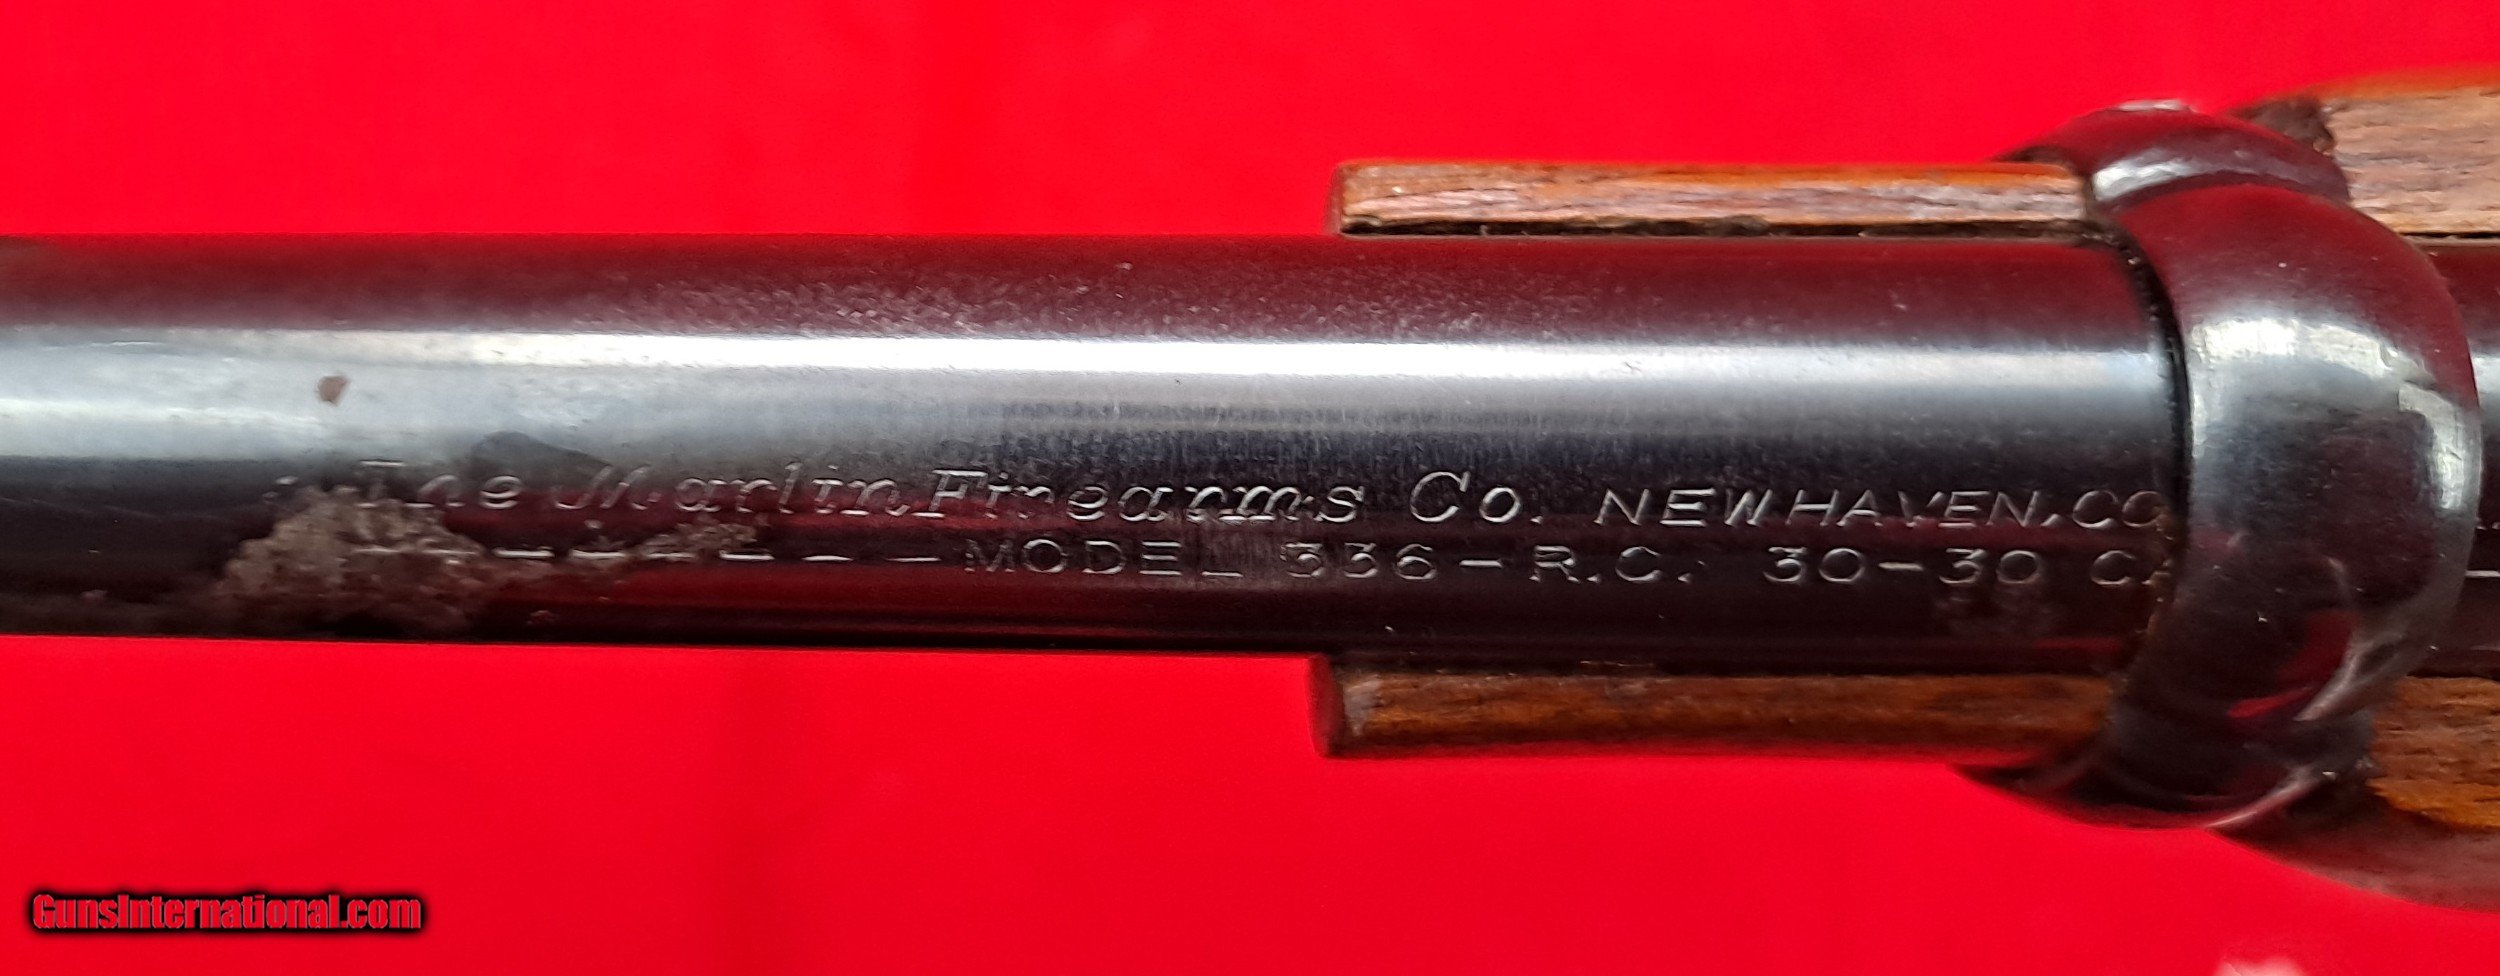 The Marlin Firearms Co. NEW HAVEN, CO
- - - - - - - - MODEL 336 - R.C. 30-30 C
GunsInternational.com